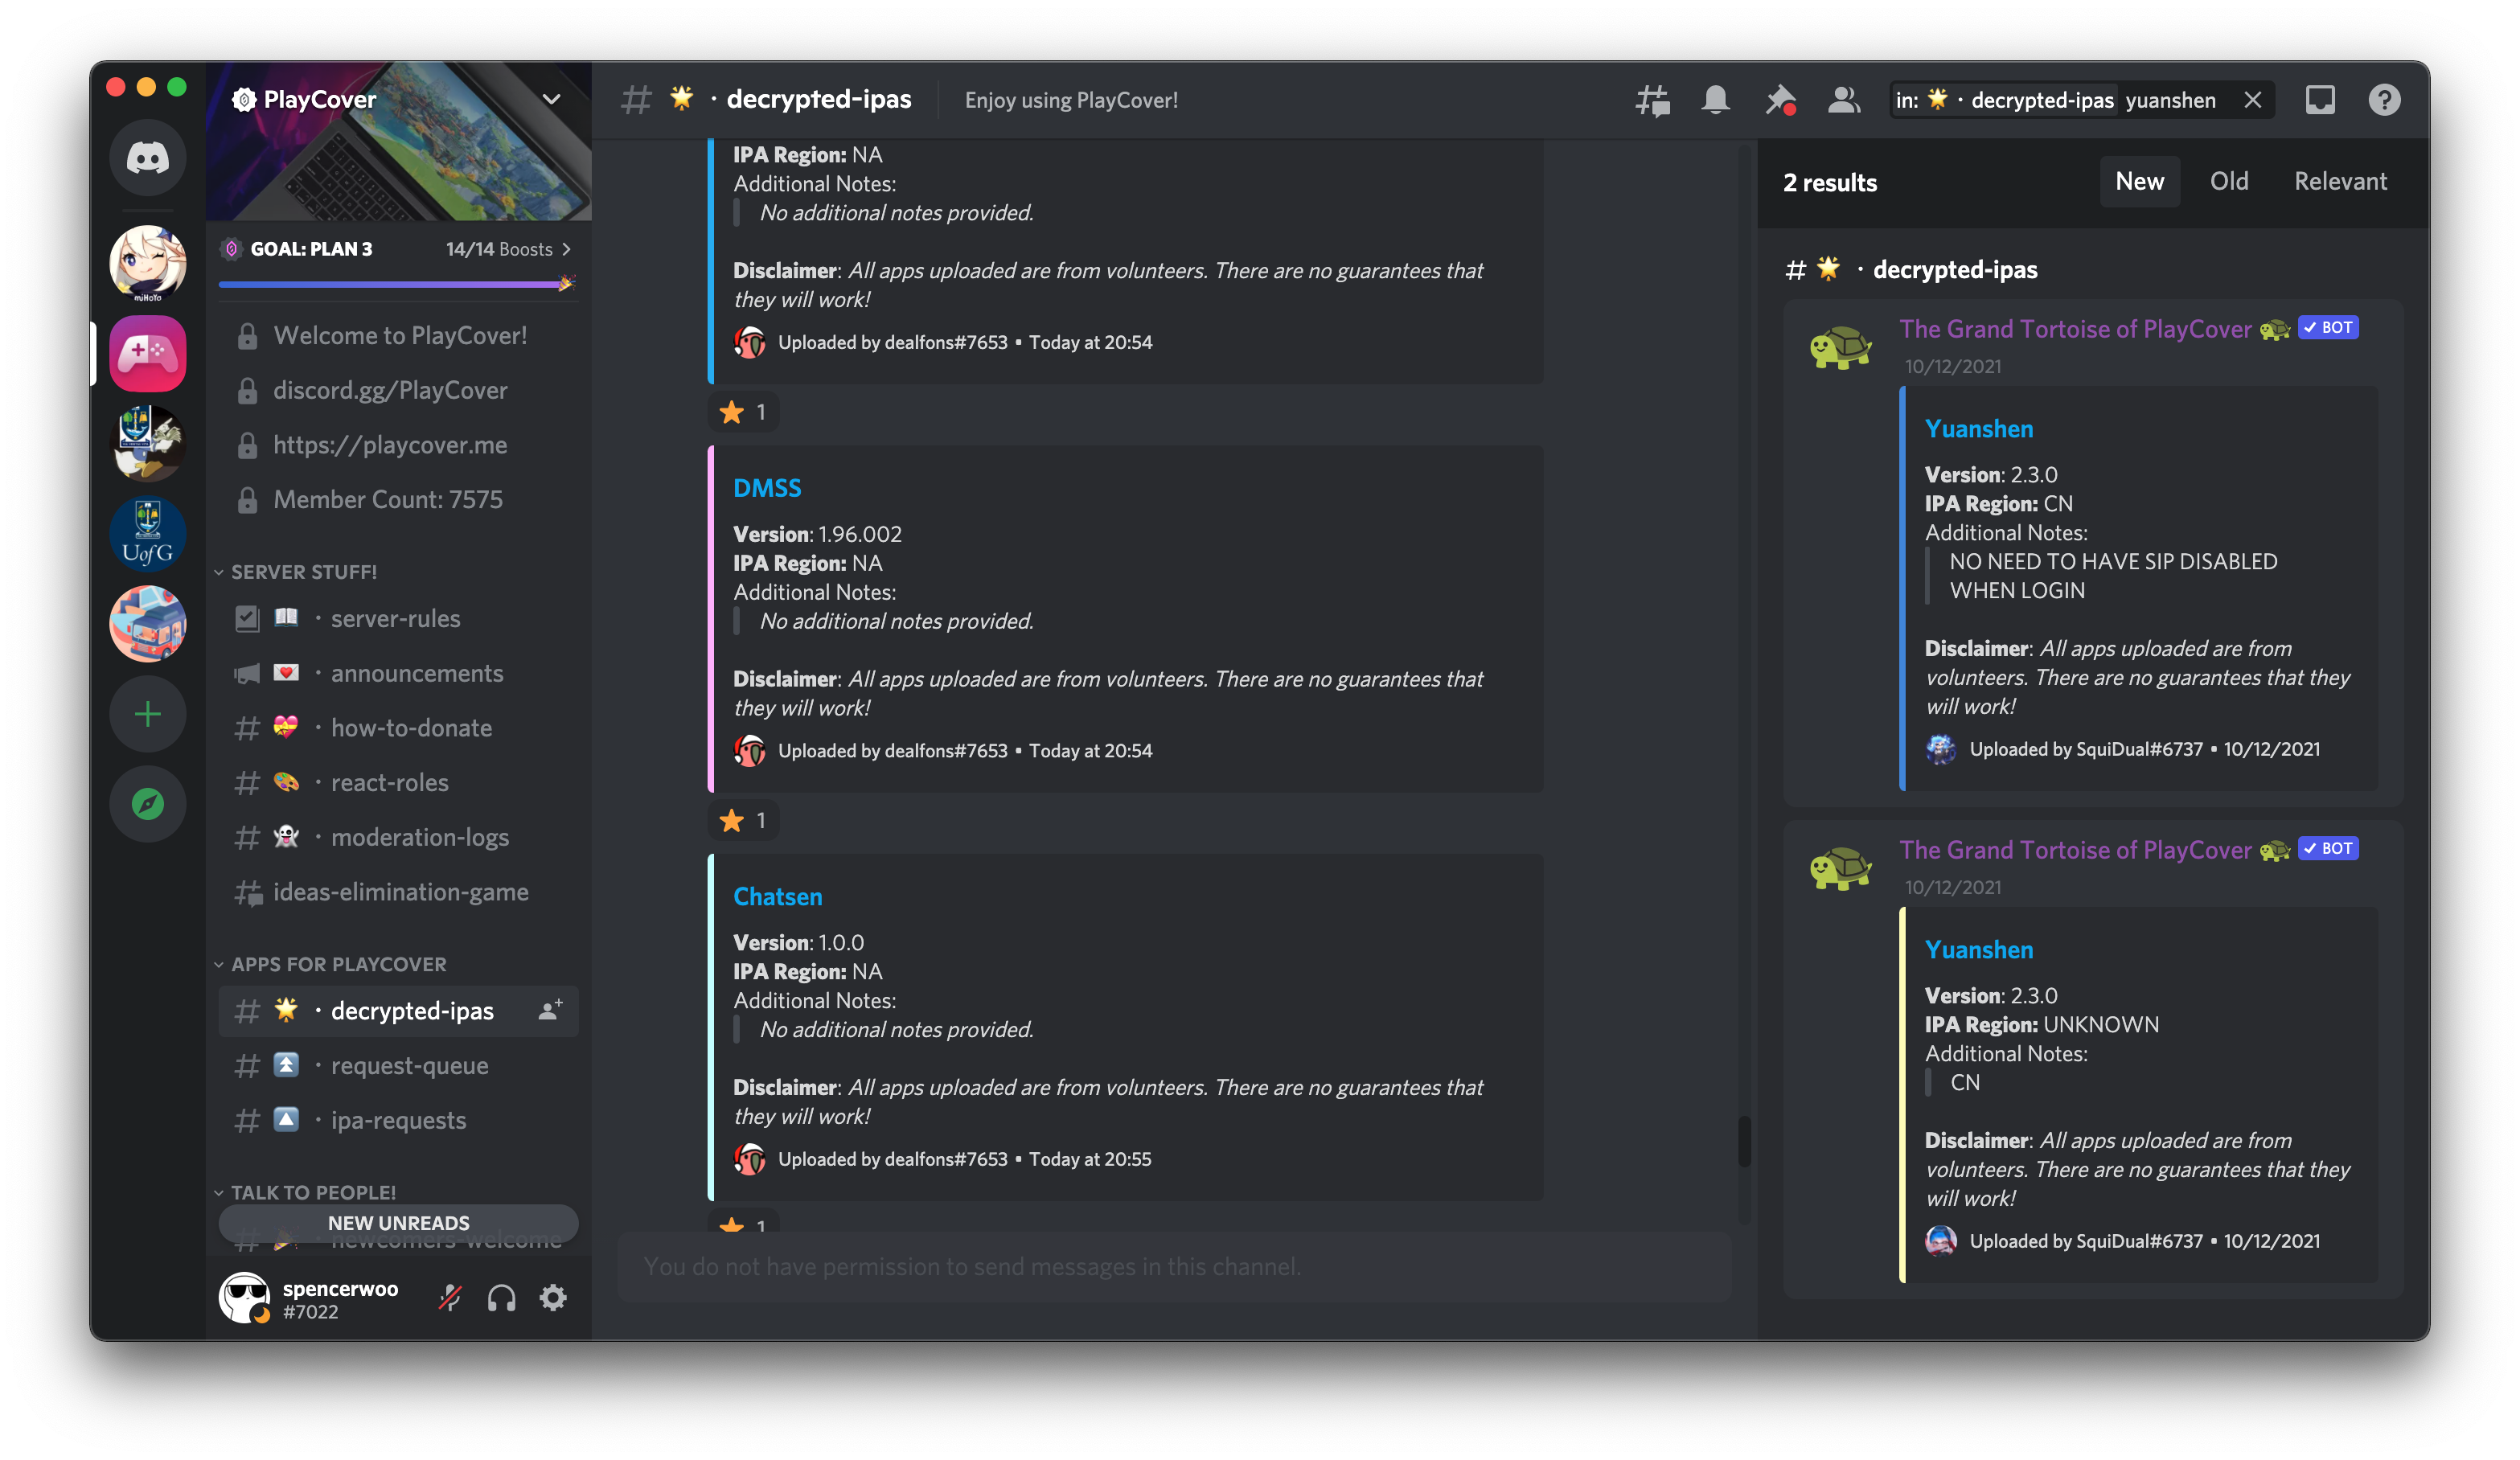 PlayCover
GOAL: PLAN 3 14/14 Boosts
miHoYo
UofG
Welcome to PlayCover!
discord.gg/PlayCover
https://playcover.me
Member Count: 7575
SERVER STUFF!
server-rules
announcements
how-to-donate
react-roles
moderation-logs
ideas-elimination-game
APPS FOR PLAYCOVER
decrypted-ipas
request-queue
ipa-requests
TALK TO PEOPLE!
NEW UNREADS
newcomers-welcome
spencerwoo
#7022
decrypted-ipas Enjoy using PlayCover!
IPA Region: NA
Additional Notes:
No additional notes provided.
Disclaimer: All apps uploaded are from volunteers. There are no guarantees that
they will work!
Uploaded by dealfons#7653 • Today at 20:54
1
DMSS
Version: 1.96.002
IPA Region: NA
Additional Notes:
No additional notes provided.
Disclaimer: All apps uploaded are from volunteers. There are no guarantees that
they will work!
Uploaded by dealfons#7653 • Today at 20:54
1
Chatsen
Version: 1.0.0
IPA Region: NA
Additional Notes:
No additional notes provided.
Disclaimer: All apps uploaded are from volunteers. There are no guarantees that
they will work!
Uploaded by dealfons#7653 • Today at 20:55
1
You do not have permission to send messages in this channel.
in: 🌟・decrypted-ipas yuanshen
2 results New Old Relevant
# 🌟・decrypted-ipas
The Grand Tortoise of PlayCover 🐢 ✓ BOT
10/12/2021
Yuanshen
Version: 2.3.0
IPA Region: CN
Additional Notes:
NO NEED TO HAVE SIP DISABLED
WHEN LOGIN
Disclaimer: All apps uploaded are from
volunteers. There are no guarantees that they
will work!
Uploaded by SquiDual#6737 • 10/12/2021
The Grand Tortoise of PlayCover 🐢 ✓ BOT
10/12/2021
Yuanshen
Version: 2.3.0
IPA Region: UNKNOWN
Additional Notes:
CN
Disclaimer: All apps uploaded are from
volunteers. There are no guarantees that they
will work!
Uploaded by SquiDual#6737 • 10/12/2021